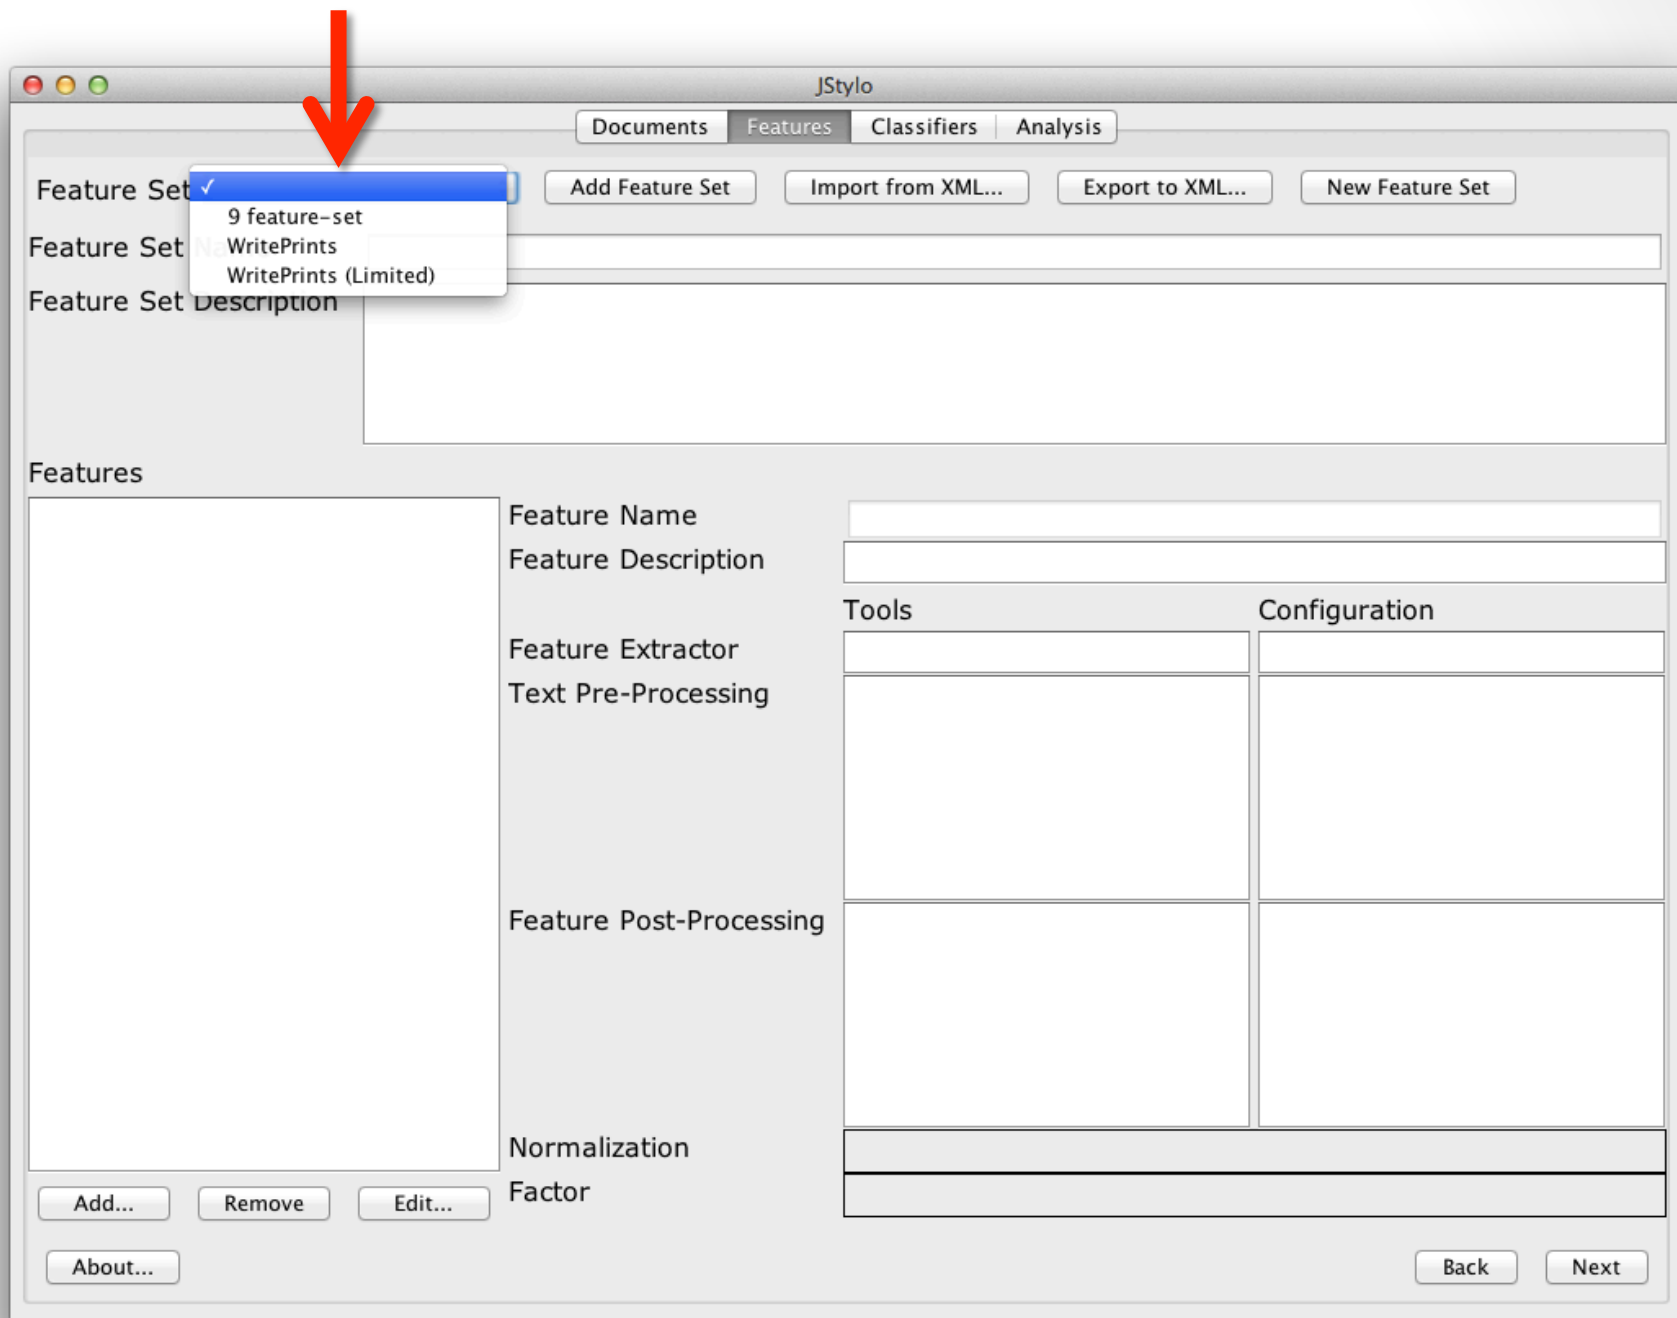 JStylo
Documents Features Classifiers Analysis
Feature Set ✓ Add Feature Set Import from XML... Export to XML... New Feature Set
9 feature-set
Feature Set WritePrints
WritePrints (Limited)
Feature Set Description
Features
Feature Name
Feature Description
Tools Configuration
Feature Extractor
Text Pre-Processing
Feature Post-Processing
Normalization
Factor
Add... Remove Edit...
About... Back Next